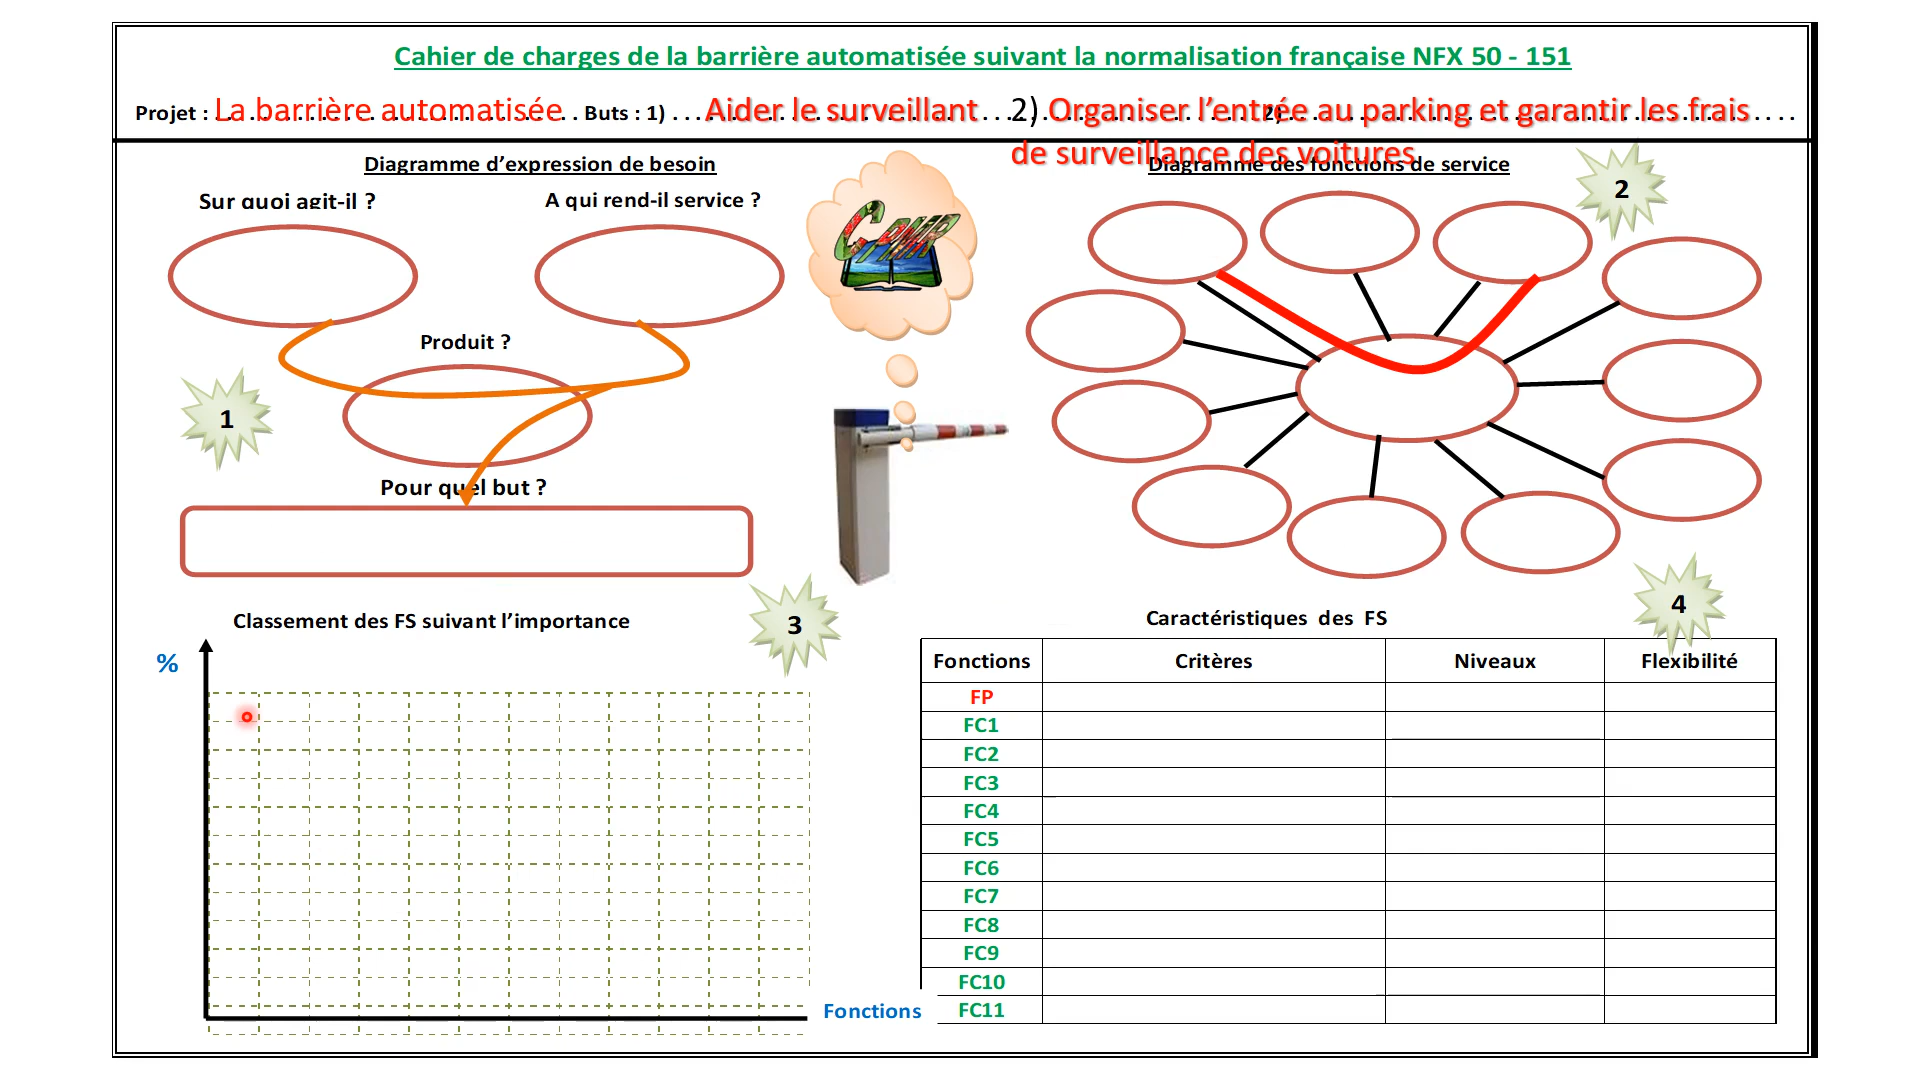 Cahier de charges de la barrière automatisée suivant la normalisation française NFX 50 - 151
Projet : La barrière automatisée Buts : 1) Aider le surveillant 2) Organiser l’entrée au parking et garantir les frais
de surveillance des voitures
Diagramme d’expression de besoin
Diagramme des fonctions de service
Sur quoi agit-il ?
A qui rend-il service ?
CPMR
2
Produit ?
1
Pour quel but ?
Classement des FS suivant l’importance
3
Caractéristiques des FS
4
%
Fonctions
Fonctions Critères Niveaux Flexibilité
FP
FC1
FC2
FC3
FC4
FC5
FC6
FC7
FC8
FC9
FC10
FC11